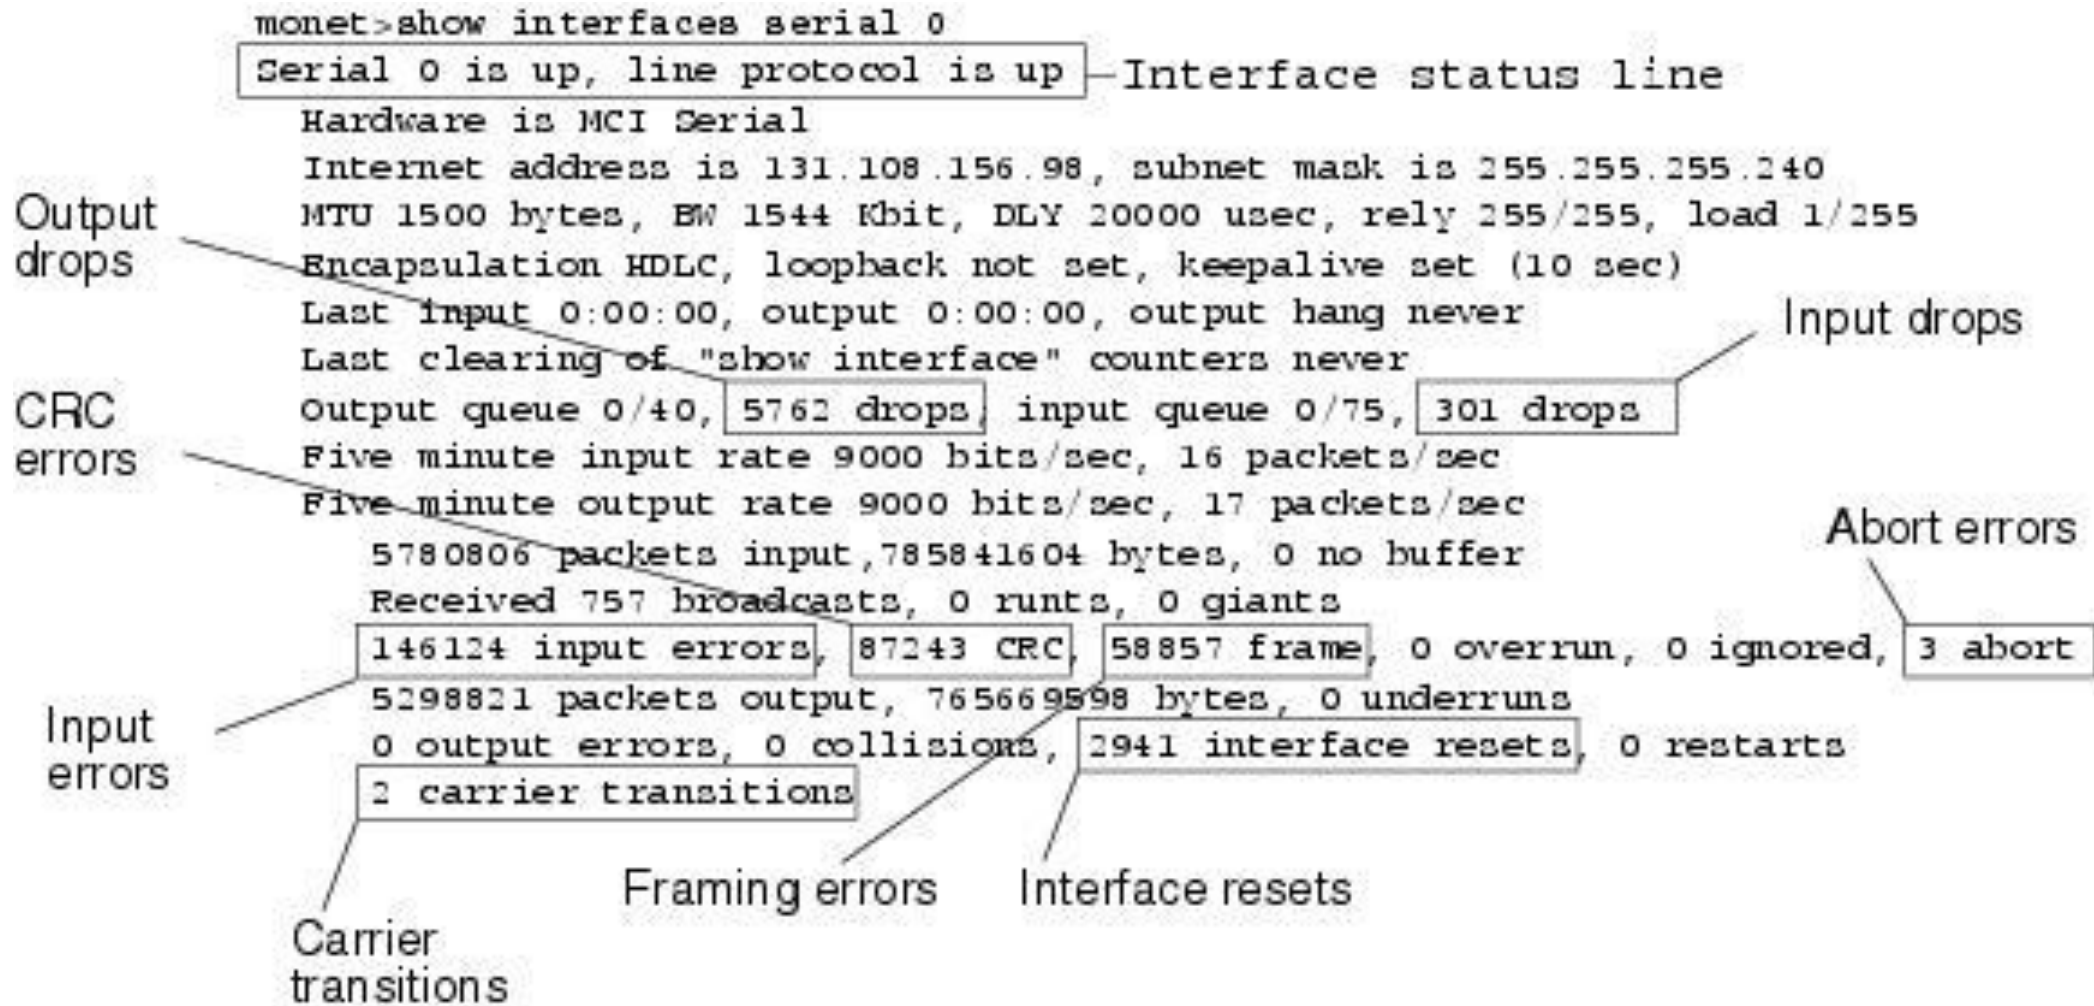 monet>show interfaces serial 0
Serial 0 is up, line protocol is up
Interface status line
Hardware is MCI Serial
Internet address is 131.108.156.98, subnet mask is 255.255.255.240
Output
drops
MTU 1500 bytes, BW 1544 Kbit, DLY 20000 usec, rely 255/255, load 1/255
Encapsulation HDLC, loopback not set, keepalive set (10 sec)
Last input 0:00:00, output 0:00:00, output hang never
Input drops
Last clearing of "show interface" counters never
CRC
errors
Output queue 0/40, 5762 drops, input queue 0/75, 301 drops
Five minute input rate 9000 bits/sec, 16 packets/sec
Five minute output rate 9000 bits/sec, 17 packets/sec
Abort errors
5780806 packets input,785841604 bytes, 0 no buffer
Received 757 broadcasts, 0 runts, 0 giants
146124 input errors, 87243 CRC, 58857 frame, 0 overrun, 0 ignored, 3 abort
5298821 packets output, 765669598 bytes, 0 underruns
Input
errors
0 output errors, 0 collisions, 2941 interface resets, 0 restarts
2 carrier transitions
Framing errors
Interface resets
Carrier
transitions